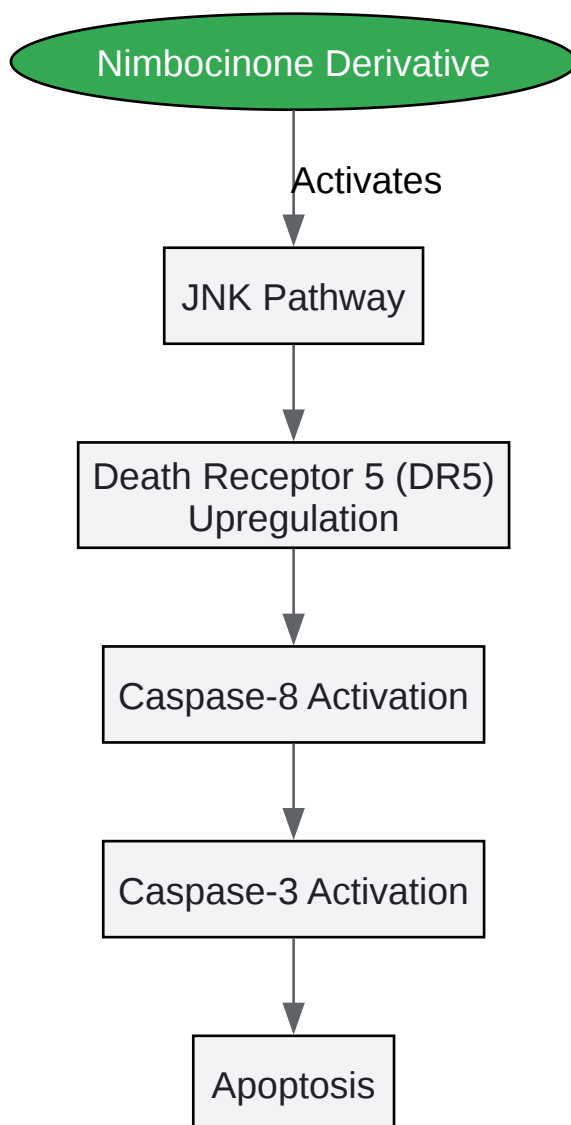 Nimbocinone Derivative
Activates
JNK Pathway
Death Receptor 5 (DR5)
Upregulation
Caspase-8 Activation
Caspase-3 Activation
Apoptosis